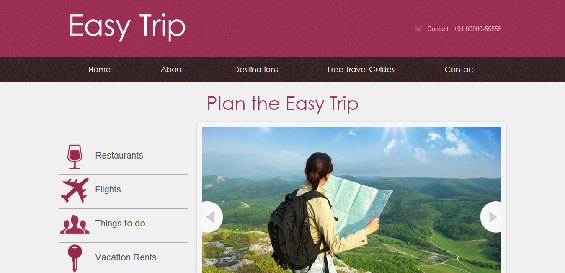 Easy Trip
Contact : +91 00000-55555
Home About Destinations Free Travel Guides Contact
Plan the Easy Trip
Restaurants
Flights
Things to do
Vacation Rents